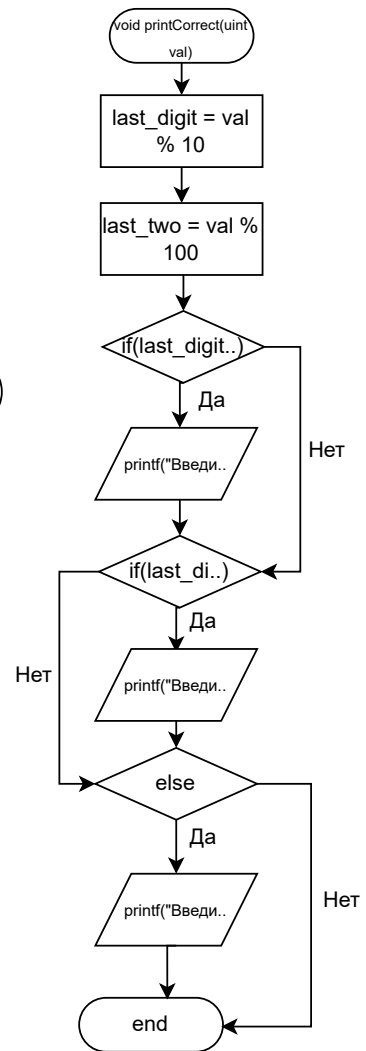 void printCorrect(uint
val)
last_digit = val
% 10
last_two = val %
100
if(last_digit..)
Да
Нет
printf("Введи..
if(last_di..)
Да
Нет
printf("Введи..
else
Да
Нет
printf("Введи..
end